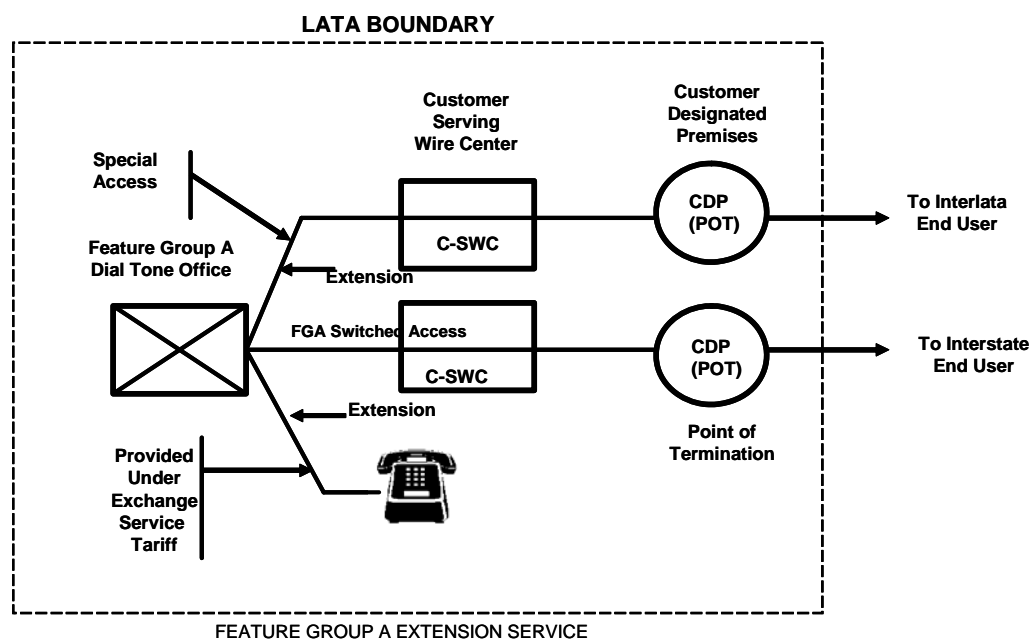 LATA BOUNDARY
Customer
Serving
Wire Center
Customer
Designated
Premises
Special
Access
CDP
(POT)
To Interlata
End User
C-SWC
Feature Group A
Dial Tone Office
Extension
FGA Switched Access
CDP
(POT)
To Interstate
End User
C-SWC
Extension
Point of
Termination
Provided
Under
Exchange
Service
Tariff
FEATURE GROUP A EXTENSION SERVICE